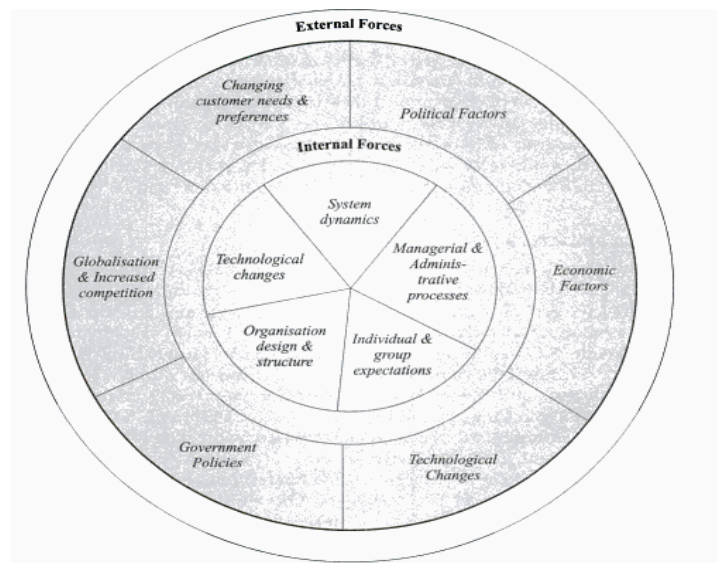 External Forces
Changing
customer needs &
preferences
Political Factors
Internal Forces
System
dynamics
Technological
changes
Managerial &
Adminis-
trative
processes
Globalisation
& Increased
competition
Economic
Factors
Organisation
design &
structure
Individual &
group
expectations
Government
Policies
Technological
Changes